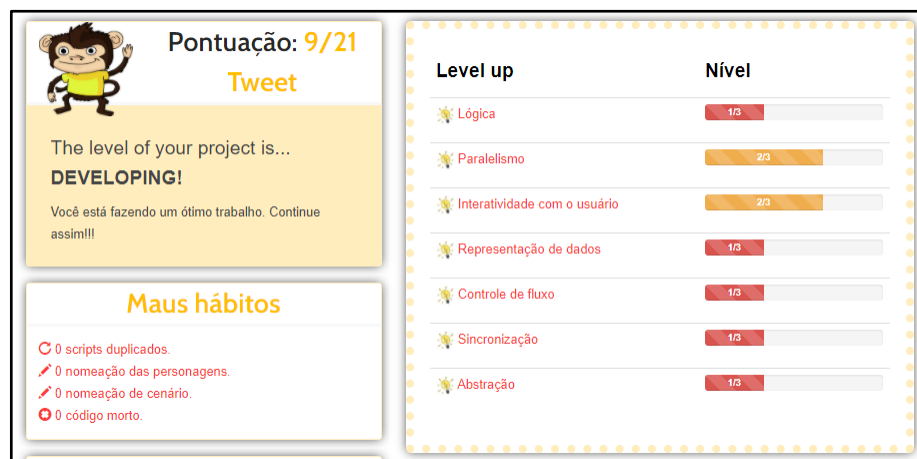 Pontuação: 9/21
Tweet
The level of your project is...
DEVELOPING!
Você está fazendo um ótimo trabalho. Continue
assim!!!
Maus hábitos
0 scripts duplicados.
0 nomeação das personagens.
0 nomeação de cenário.
0 código morto.
Level up Nível
Lógica 1/3
Paralelismo 2/3
Interatividade com o usuário 2/3
Representação de dados 1/3
Controle de fluxo 1/3
Sincronização 1/3
Abstração 1/3